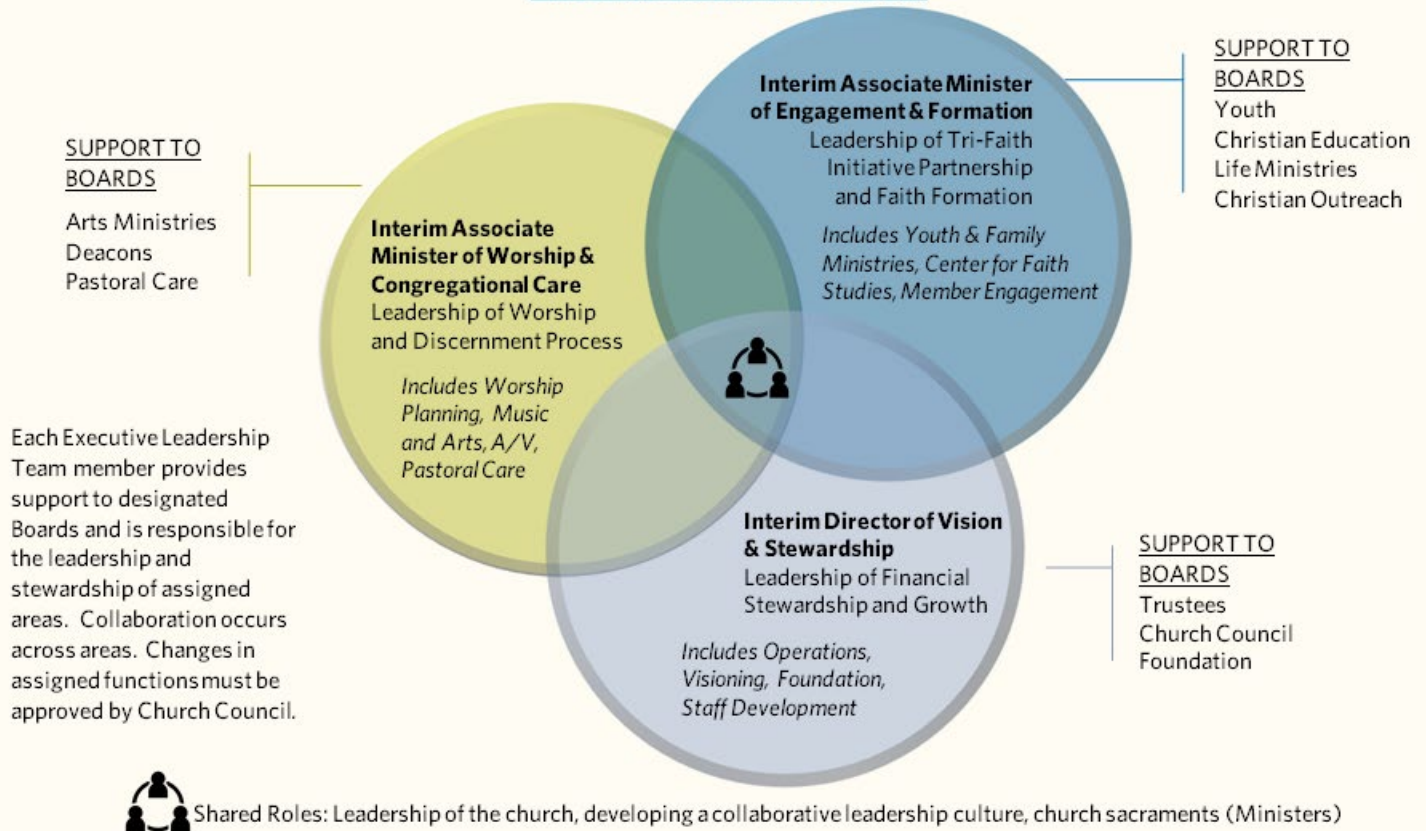 SUPPORT TO
BOARDS
Arts Ministries
Deacons
Pastoral Care
Interim Associate
Minister of Worship &
Congregational Care
Leadership of Worship
and Discernment Process
Includes Worship
Planning, Music
and Arts, A/V,
Pastoral Care
Interim Associate Minister
of Engagement & Formation
Leadership of Tri-Faith
Initiative Partnership
and Faith Formation
Includes Youth & Family
Ministries, Center for Faith
Studies, Member Engagement
SUPPORT TO
BOARDS
Youth
Christian Education
Life Ministries
Christian Outreach
Each Executive Leadership
Team member provides
support to designated
Boards and is responsible for
the leadership and
stewardship of assigned
areas. Collaboration occurs
across areas. Changes in
assigned functions must be
approved by Church Council.
Interim Director of Vision
& Stewardship
Leadership of Financial
Stewardship and Growth
Includes Operations,
Visioning, Foundation,
Staff Development
SUPPORT TO
BOARDS
Trustees
Church Council
Foundation
Shared Roles: Leadership of the church, developing a collaborative leadership culture, church sacraments (Ministers)